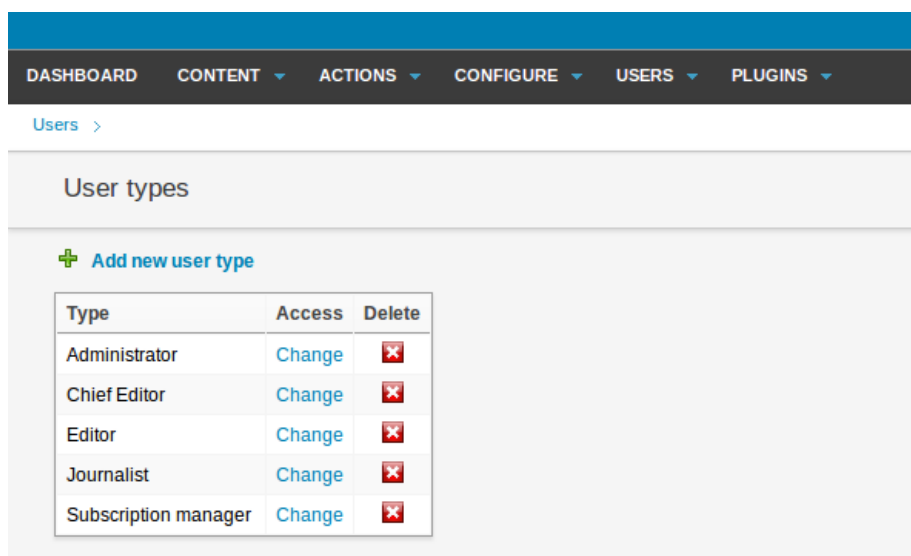 DASHBOARD CONTENT ACTIONS CONFIGURE USERS PLUGINS
Users >
User types
Add new user type
Type Access Delete
Administrator Change
Chief Editor Change
Editor Change
Journalist Change
Subscription manager Change